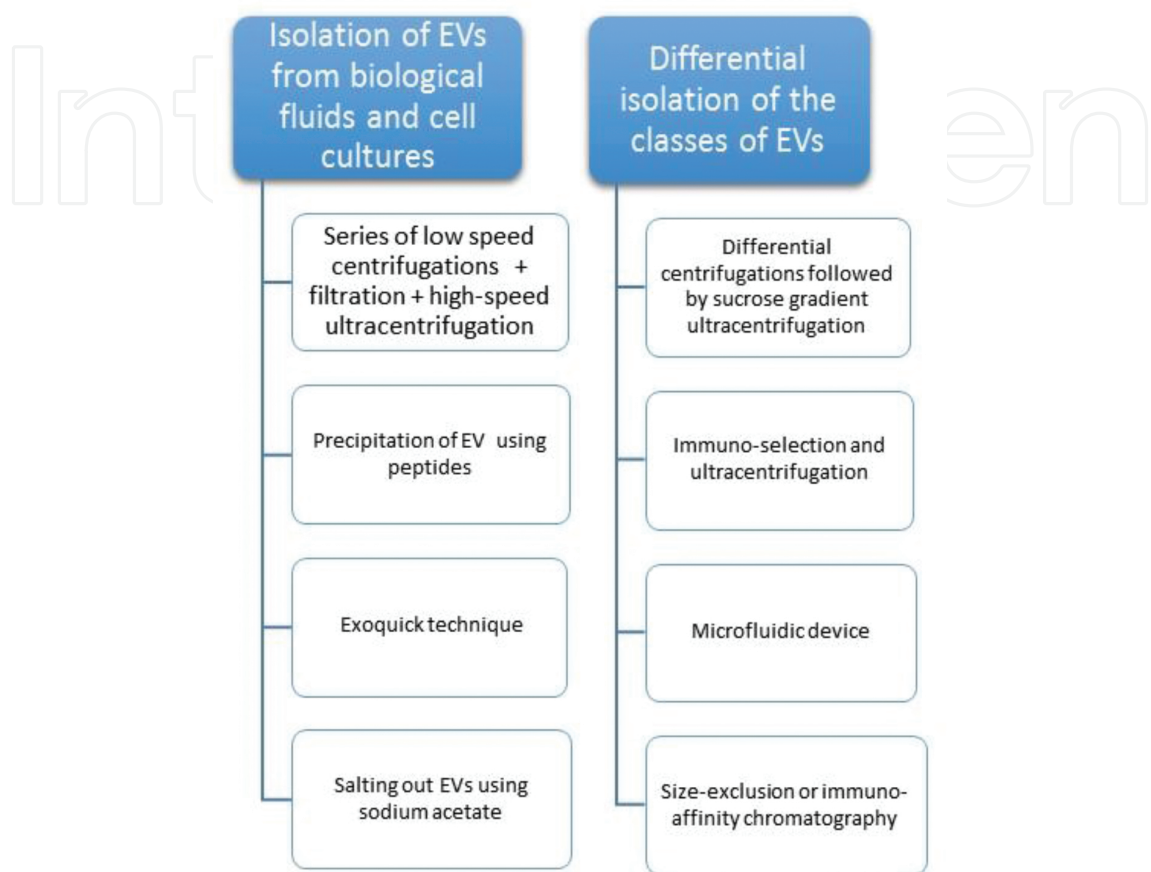 Isolation of EVs
from biological
fluids and cell
cultures
Series of low speed
centrifugations +
filtration + high-speed
ultracentrifugation
Precipitation of EV using
peptides
Exoquick technique
Salting out EVs using
sodium acetate
Differential
isolation of the
classes of EVs
Differential
centrifugations followed
by sucrose gradient
ultracentrifugation
Immuno-selection and
ultracentrifugation
Microfluidic device
Size-exclusion or immuno-
affinity chromatography